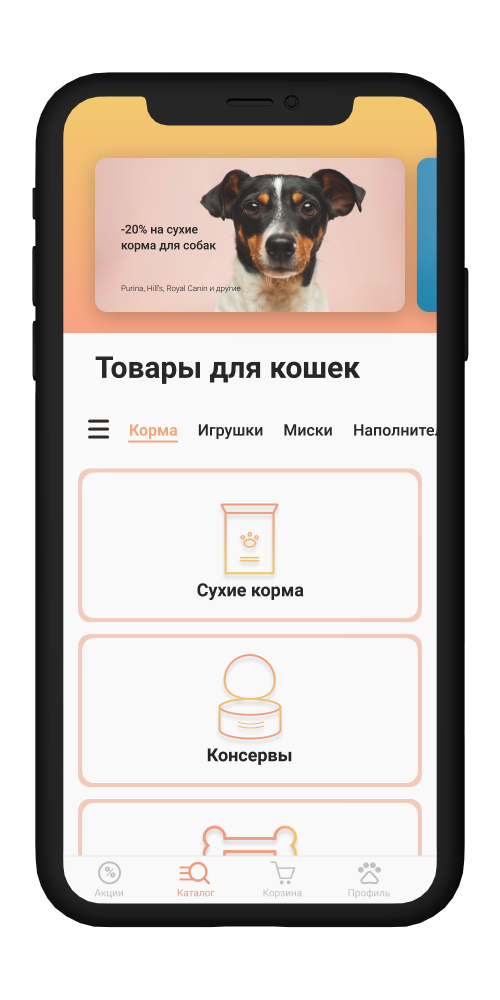 -20% на сухие
корма для собак
Purina, Hill's, Royal Canin и другие
Товары для кошек
Корма Игрушки Миски Наполнител
Сухие корма
Консервы
%
Акции Каталог Корзина Профиль